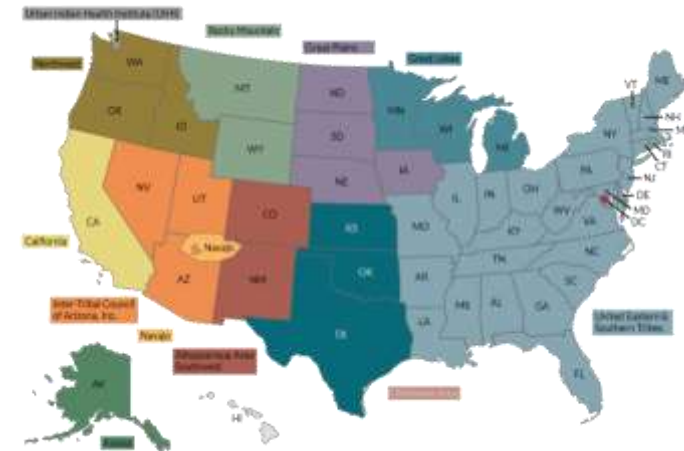 Urban Indian Health Institute (UIHI)
Rocky Mountain
Great Plains
Great Lakes
Northwest
WA
MT
ND
MN
VT
ME
OR
ID
SD
WI
MI
NY
NH
WY
RI
CT
NE
IA
PA
NJ
NV
UT
CO
IL
IN
OH
DE
MD
DC
CA
KS
MO
WV
VA
KY
California
Navajo
NC
TN
AZ
NM
OK
AR
SC
MS
AL
GA
Inter-Tribal Council
of Arizona, Inc.
TX
LA
United Eastern &
Southern Tribes
Navajo
Albuquerque Area
Southwest
FL
AK
HI
Alaska